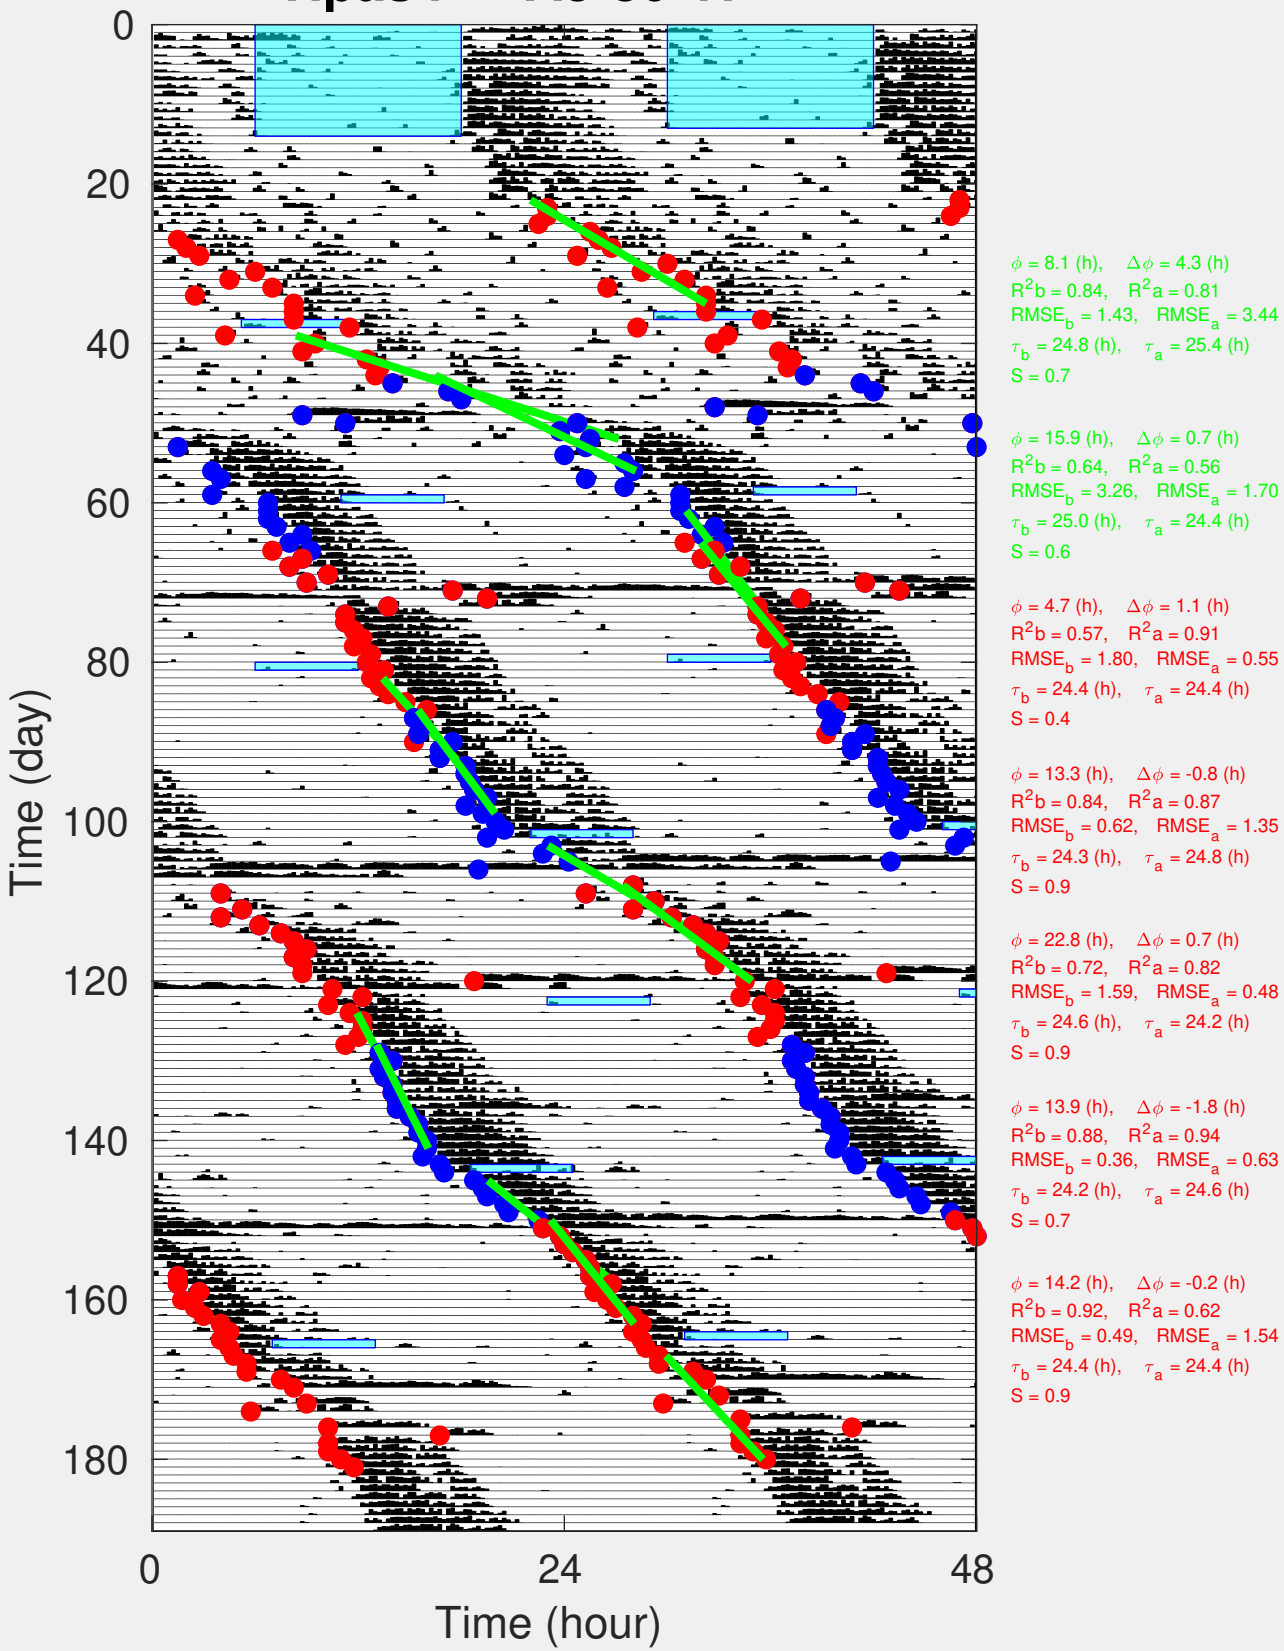 0
20
40
60
80
100
120
140
160
180
Time (day)
0 24 48
Time (hour)
ϕ = 8.1 (h), Δϕ = 4.3 (h)
R²b = 0.84, R²a = 0.81
RMSE_b = 1.43, RMSE_a = 3.44
τ_b = 24.8 (h), τ_a = 25.4 (h)
S = 0.7
ϕ = 15.9 (h), Δϕ = 0.7 (h)
R²b = 0.64, R²a = 0.56
RMSE_b = 3.26, RMSE_a = 1.70
τ_b = 25.0 (h), τ_a = 24.4 (h)
S = 0.6
ϕ = 4.7 (h), Δϕ = 1.1 (h)
R²b = 0.57, R²a = 0.91
RMSE_b = 1.80, RMSE_a = 0.55
τ_b = 24.4 (h), τ_a = 24.4 (h)
S = 0.4
ϕ = 13.3 (h), Δϕ = -0.8 (h)
R²b = 0.84, R²a = 0.87
RMSE_b = 0.62, RMSE_a = 1.35
τ_b = 24.3 (h), τ_a = 24.8 (h)
S = 0.9
ϕ = 22.8 (h), Δϕ = 0.7 (h)
R²b = 0.72, R²a = 0.82
RMSE_b = 1.59, RMSE_a = 0.48
τ_b = 24.6 (h), τ_a = 24.2 (h)
S = 0.9
ϕ = 13.9 (h), Δϕ = -1.8 (h)
R²b = 0.88, R²a = 0.94
RMSE_b = 0.36, RMSE_a = 0.63
τ_b = 24.2 (h), τ_a = 24.6 (h)
S = 0.7
ϕ = 14.2 (h), Δϕ = -0.2 (h)
R²b = 0.92, R²a = 0.62
RMSE_b = 0.49, RMSE_a = 1.54
τ_b = 24.4 (h), τ_a = 24.4 (h)
S = 0.9